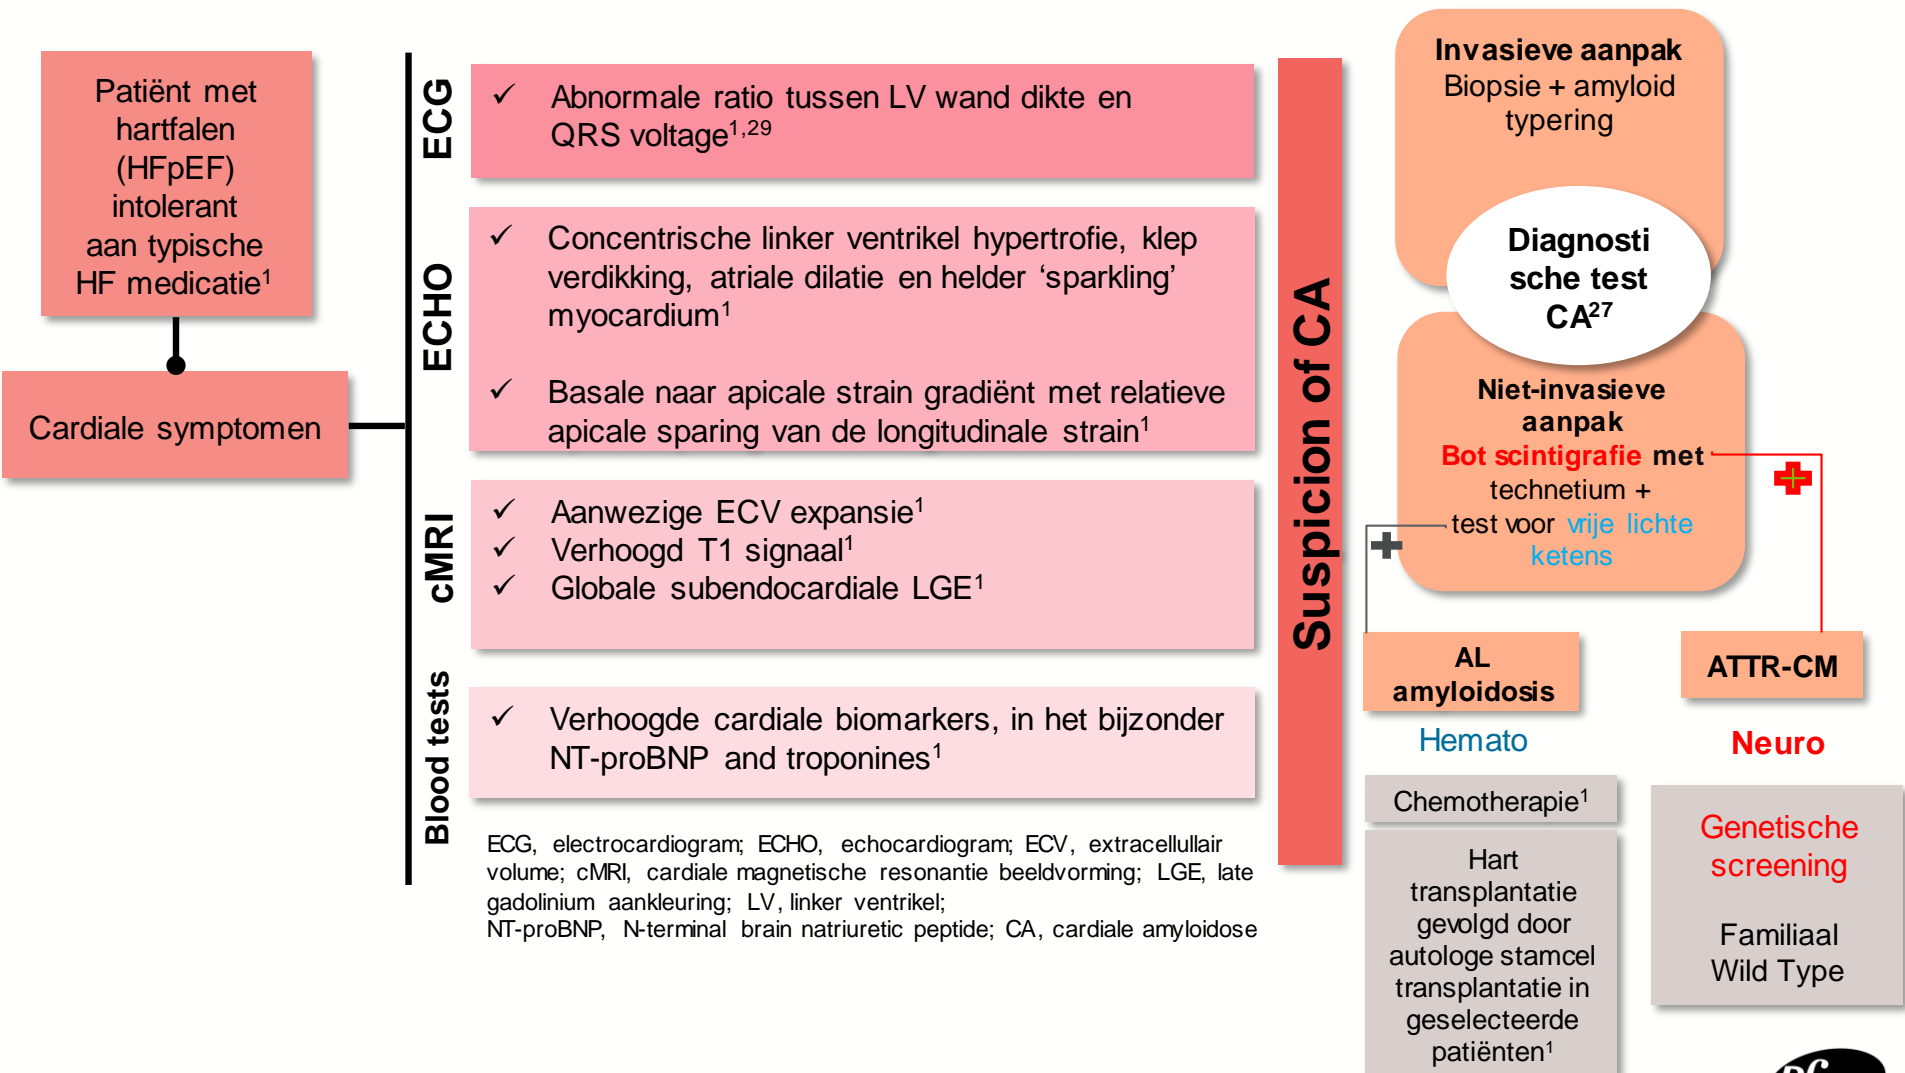 Patiënt met
hartfalen
(HFpEF)
intolerant
aan typische
HF medicatie¹
Cardiale symptomen
ECG
✓ Abnormale ratio tussen LV wand dikte en
QRS voltage¹,²⁹
ECHO
✓ Concentrische linker ventrikel hypertrofie, klep
verdikking, atriale dilatie en helder ‘sparkling’
myocardium¹
✓ Basale naar apicale strain gradiënt met relatieve
apicale sparing van de longitudinale strain¹
cMRI
✓ Aanwezige ECV expansie¹
✓ Verhoogd T1 signaal¹
✓ Globale subendocardiale LGE¹
Blood tests
✓ Verhoogde cardiale biomarkers, in het bijzonder
NT-proBNP and troponines¹
ECG, electrocardiogram; ECHO, echocardiogram; ECV, extracellullair
volume; cMRI, cardiale magnetische resonantie beeldvorming; LGE, late
gadolinium aankleuring; LV, linker ventrikel;
NT-proBNP, N-terminal brain natriuretic peptide; CA, cardiale amyloidose
Suspicion of CA
Invasieve aanpak
Biopsie + amyloid
typering
Diagnosti
sche test
CA²⁷
Niet-invasieve
aanpak
Bot scintigrafie met
technetium +
test voor vrije lichte
ketens
AL
amyloidosis
Hemato
Chemotherapie¹
Hart
transplantatie
gevolgd door
autologe stamcel
transplantatie in
geselecteerde
patiënten¹
ATTR-CM
Neuro
Genetische
screening
Familiaal
Wild Type